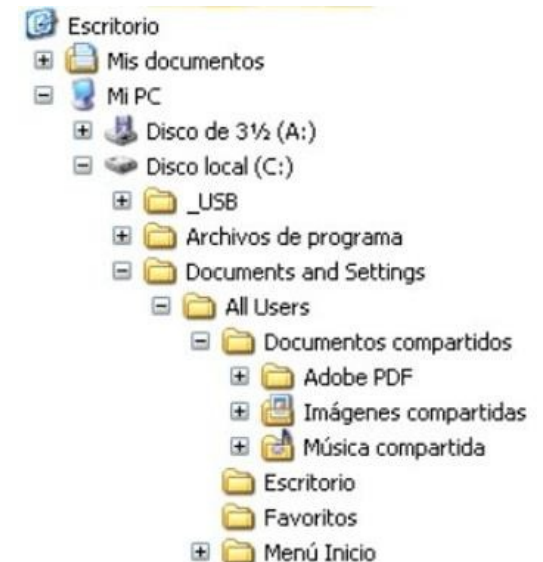 Escritorio
Mis documentos
Mi PC
Disco de 3½ (A:)
Disco local (C:)
_USB
Archivos de programa
Documents and Settings
All Users
Documentos compartidos
Adobe PDF
Imágenes compartidas
Música compartida
Escritorio
Favoritos
Menú Inicio